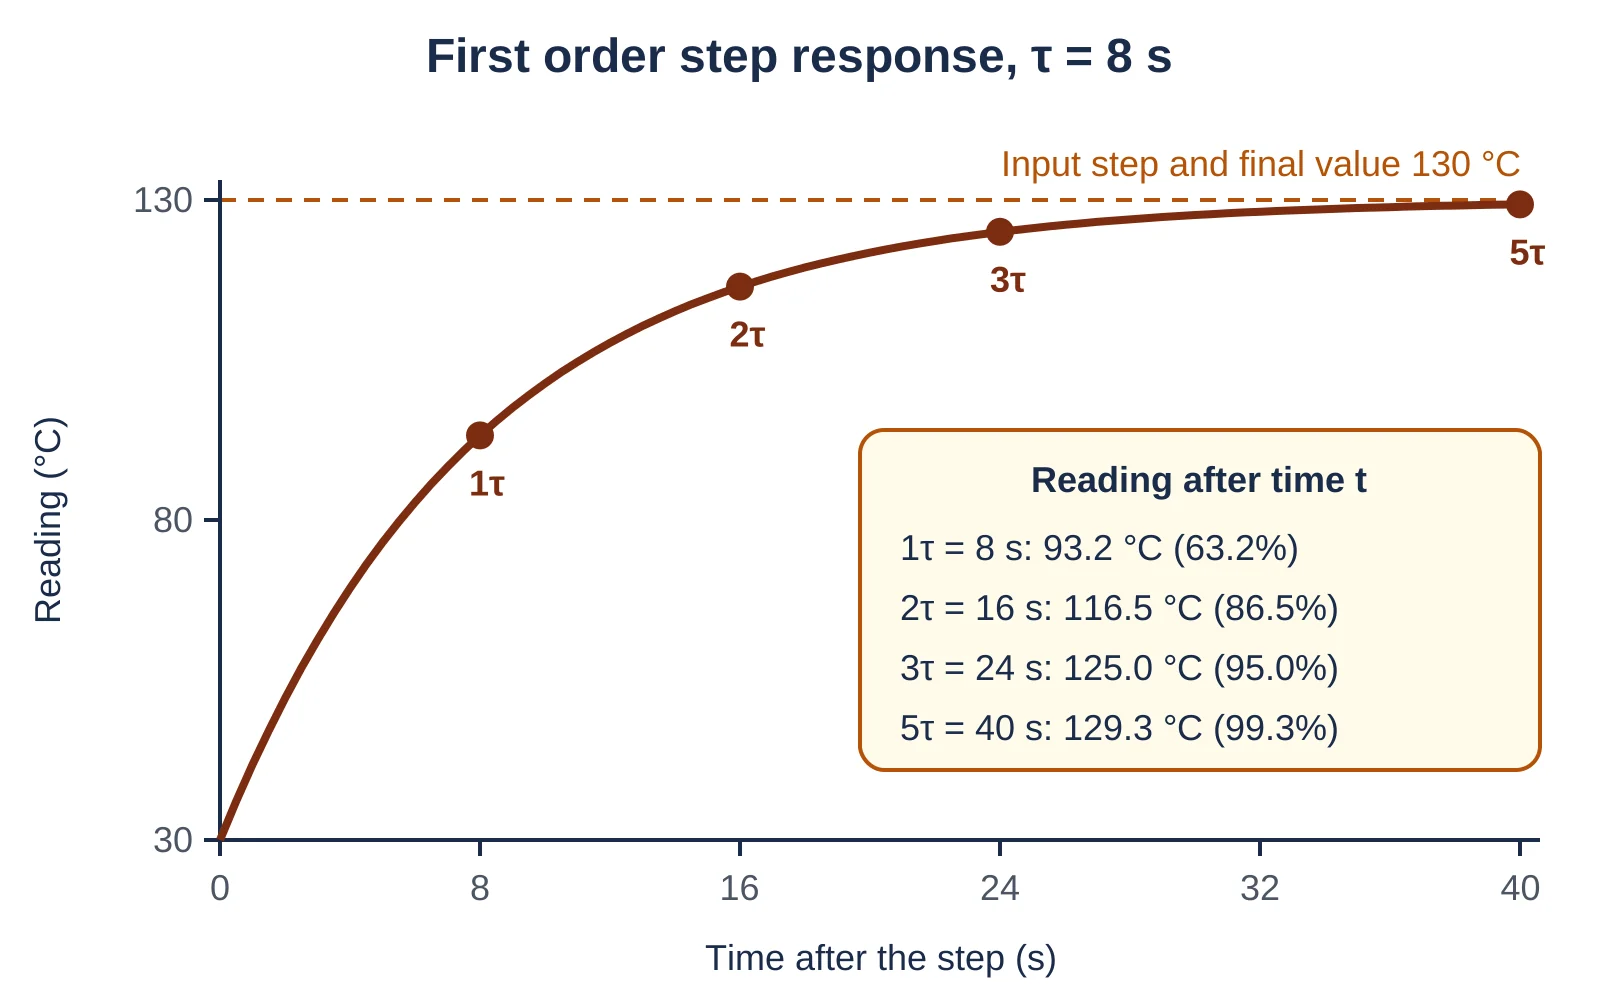 First order step response, τ = 8 s
Input step and final value 130 °C
130
80
30
Reading (°C)
1τ
2τ
3τ
5τ
Reading after time t
1τ = 8 s: 93.2 °C (63.2%)
2τ = 16 s: 116.5 °C (86.5%)
3τ = 24 s: 125.0 °C (95.0%)
5τ = 40 s: 129.3 °C (99.3%)
0 8 16 24 32 40
Time after the step (s)